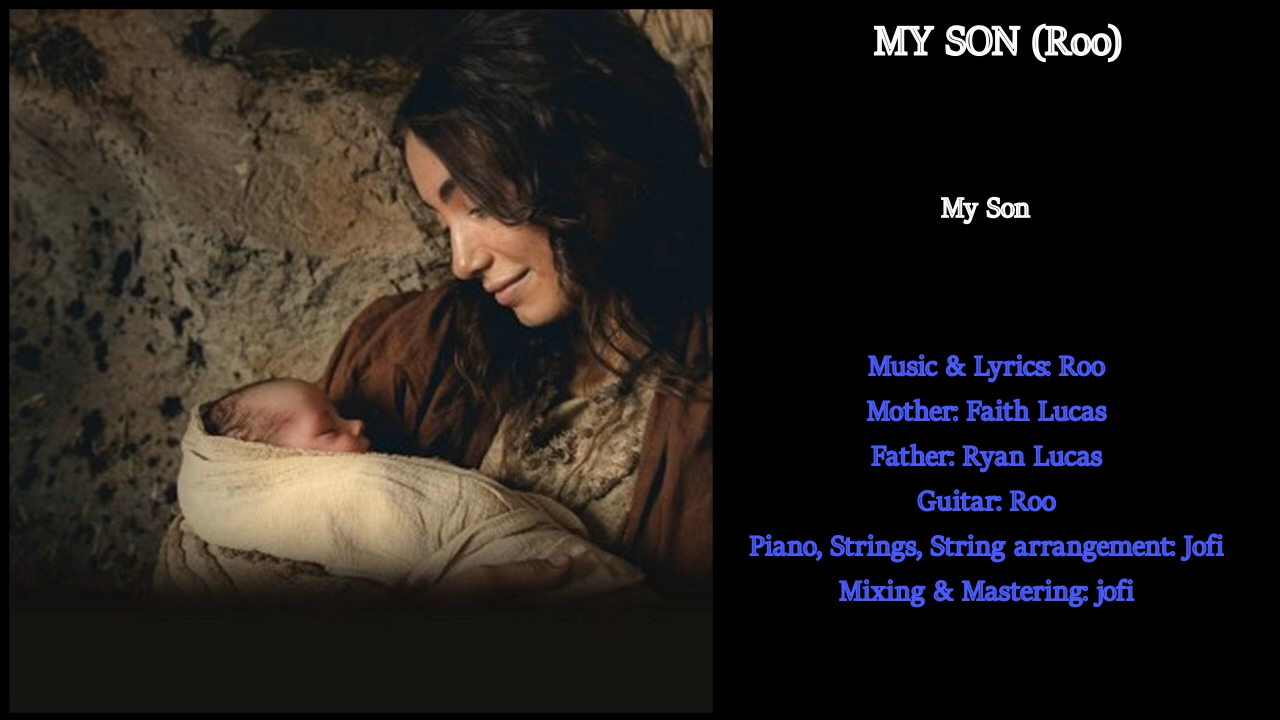 MY SON (Roo)
My Son
Music & Lyrics: Roo
Mother: Faith Lucas
Father: Ryan Lucas
Guitar: Roo
Piano, Strings, String arrangement: Jofi
Mixing & Mastering: jofi